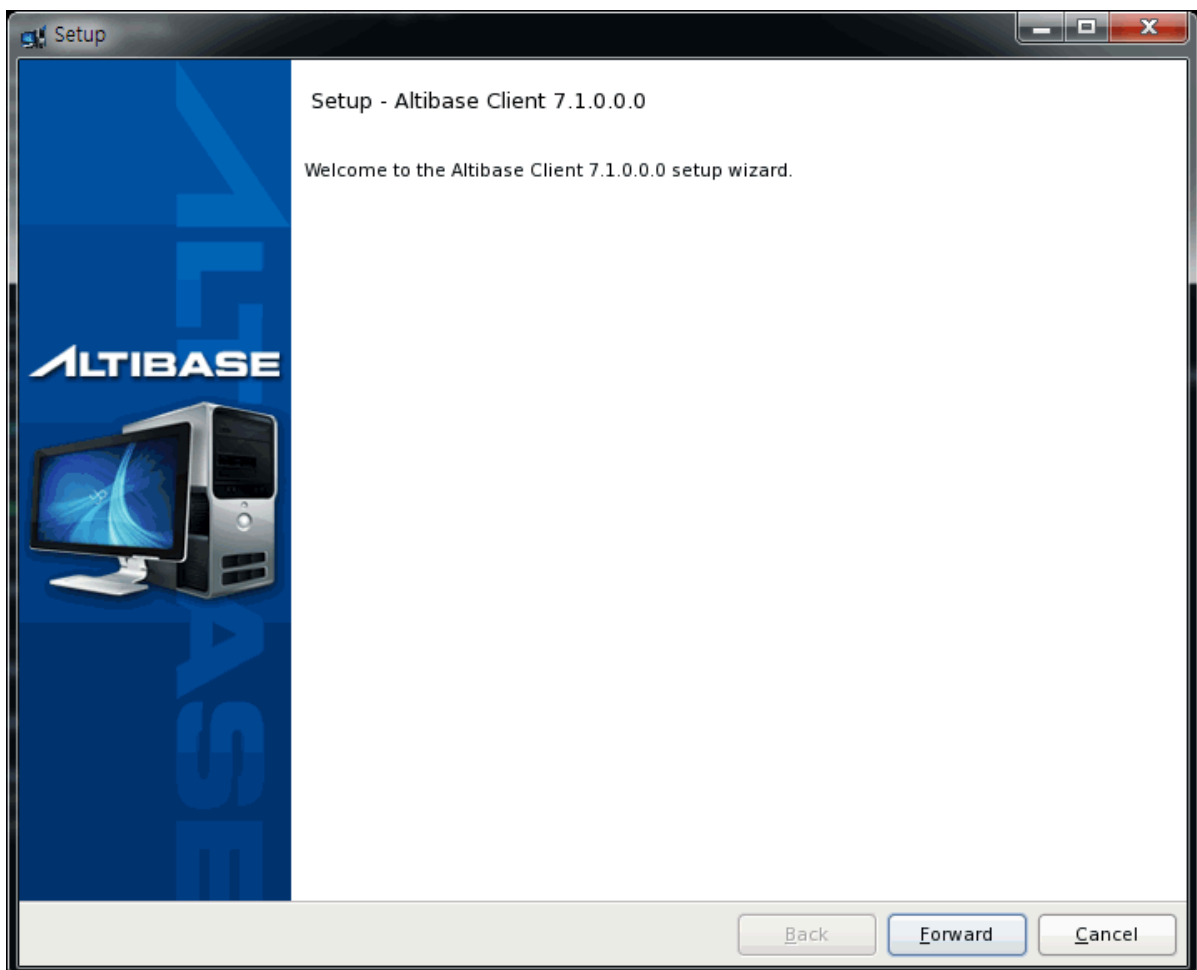 Setup
Setup - Altibase Client 7.1.0.0.0
Welcome to the Altibase Client 7.1.0.0.0 setup wizard.
ALTIBASE
ALTIBASE
Back
Forward
Cancel